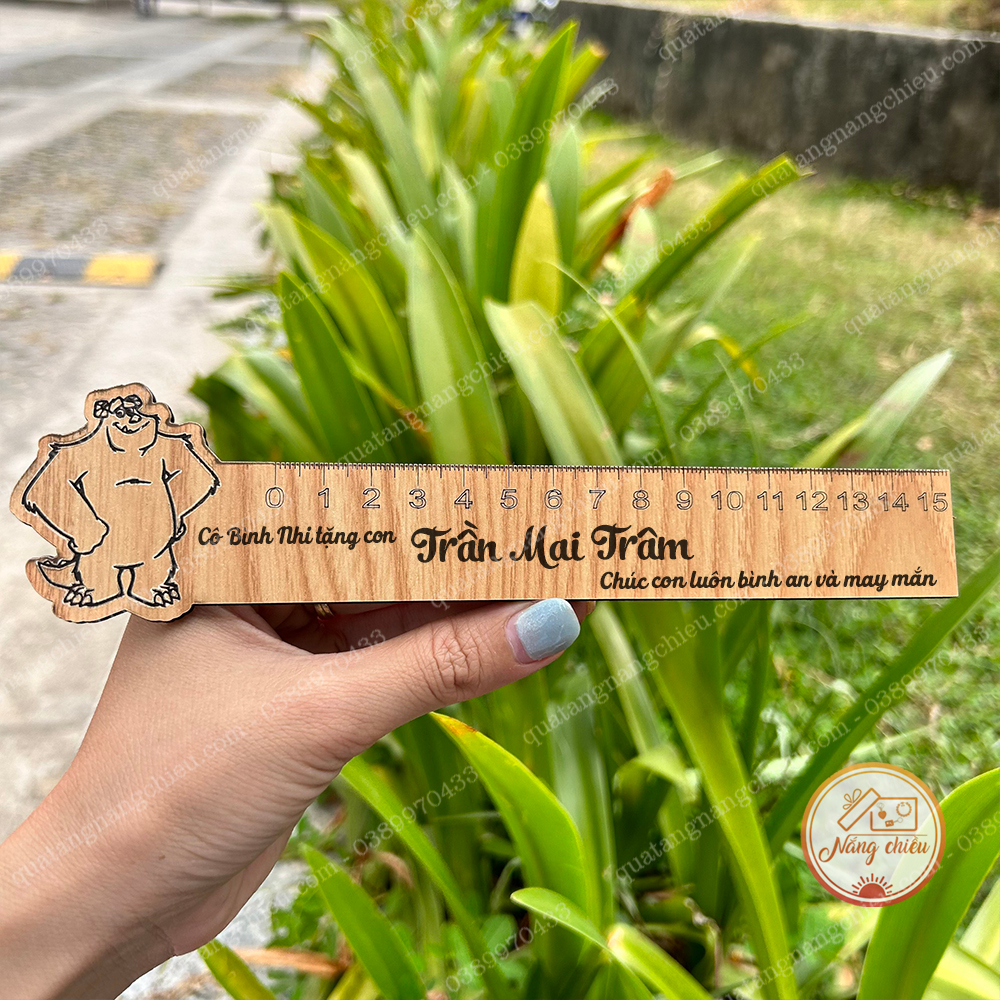 0 1 2 3 4 5 6 7 8 9 10 11 12 13 14 15
Cô Bình Nhi tặng con Trần Mai Trâm
Chúc con luôn bình an và may mắn
Nắng chiều
quatangnangchieu.com - 0389970433